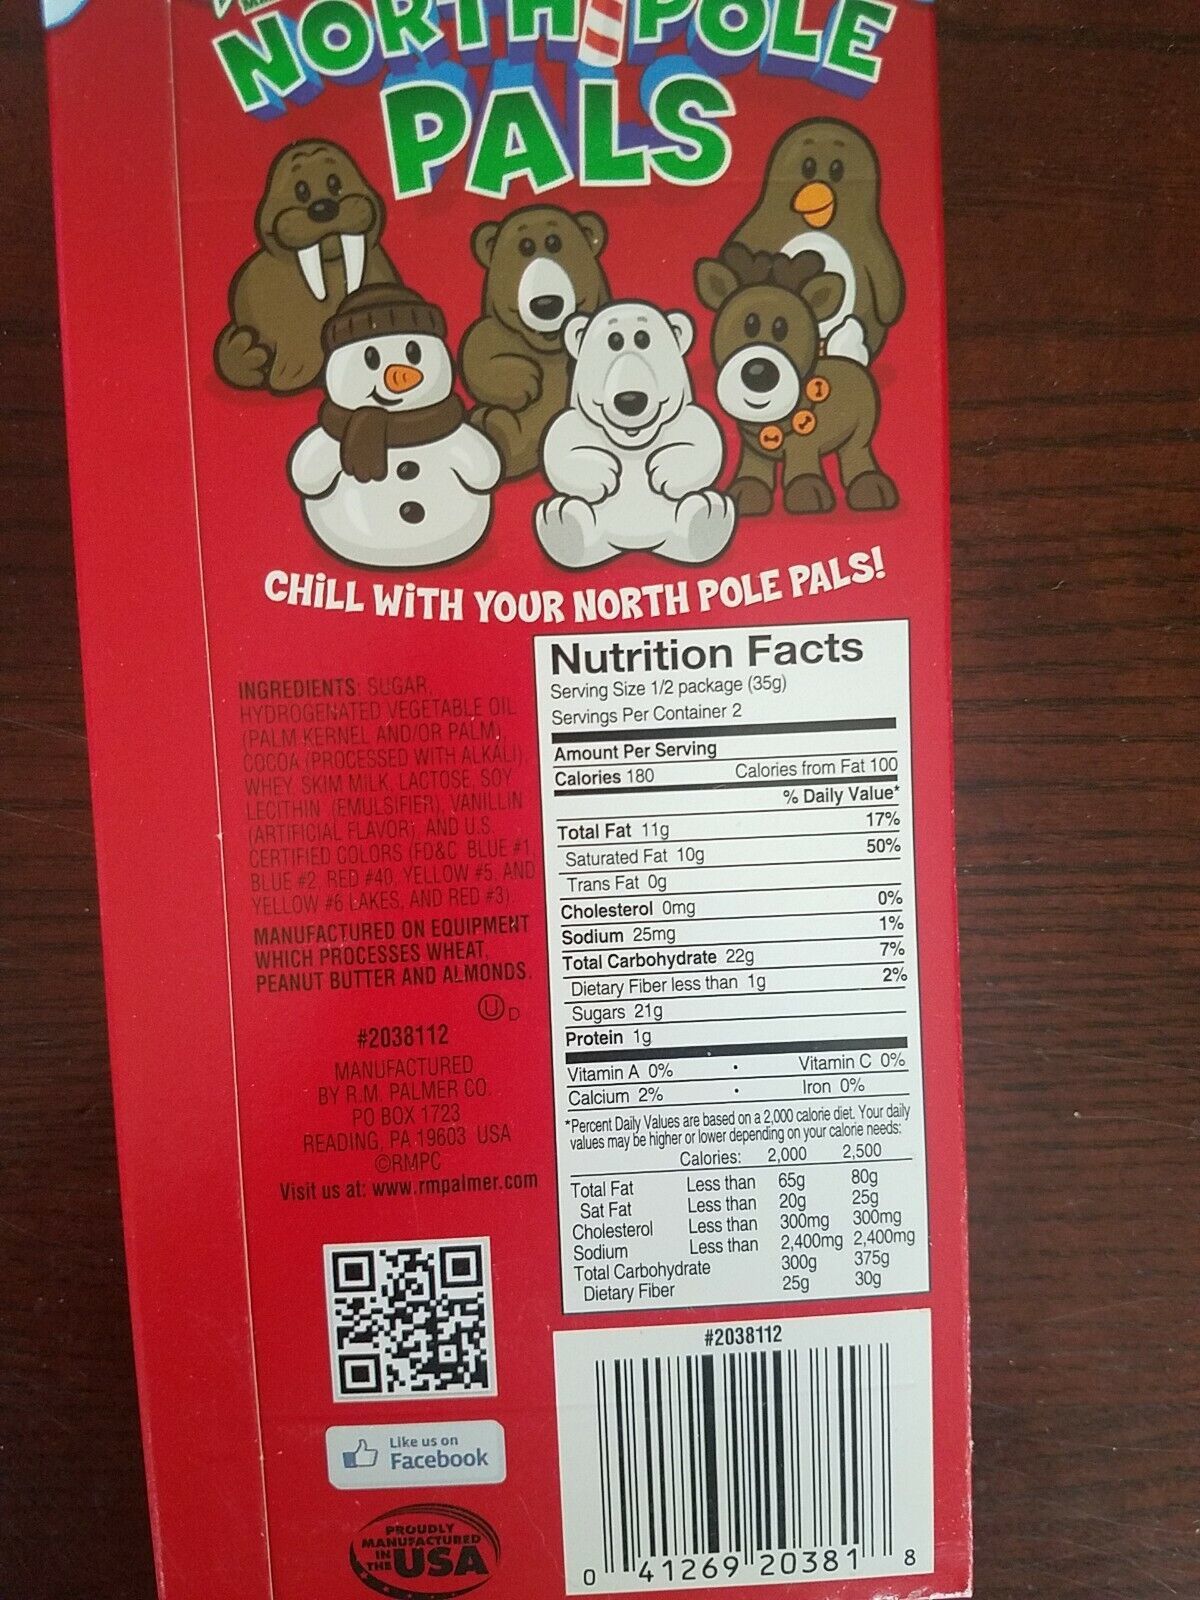 NORTH POLE
PALS
CHiLL WiTH YOUR NORTH POLE PALS!
INGREDIENTS: SUGAR,
HYDROGENATED VEGETABLE OIL
(PALM KERNEL AND/OR PALM),
COCOA (PROCESSED WITH ALKALI),
WHEY, SKIM MILK, LACTOSE, SOY
LECITHIN (EMULSIFIER), VANILLIN
(ARTIFICIAL FLAVOR), AND U.S.
CERTIFIED COLORS (FD&C BLUE #1,
BLUE #2, RED #40, YELLOW #5, AND
YELLOW #6 LAKES, AND RED #3).
MANUFACTURED ON EQUIPMENT
WHICH PROCESSES WHEAT,
PEANUT BUTTER AND ALMONDS.
U D
#2038112
MANUFACTURED
BY R.M. PALMER CO.
PO BOX 1723
READING, PA 19603 USA
©RMPC
Visit us at: www.rmpalmer.com
Like us on
Facebook
PROUDLY
MANUFACTURED
IN THE USA
Nutrition Facts
Serving Size 1/2 package (35g)
Servings Per Container 2
Amount Per Serving
Calories 180 Calories from Fat 100
% Daily Value*
Total Fat 11g 17%
Saturated Fat 10g 50%
Trans Fat 0g
Cholesterol 0mg 0%
Sodium 25mg 1%
Total Carbohydrate 22g 7%
Dietary Fiber less than 1g 2%
Sugars 21g
Protein 1g
Vitamin A 0% • Vitamin C 0%
Calcium 2% • Iron 0%
*Percent Daily Values are based on a 2,000 calorie diet. Your daily
values may be higher or lower depending on your calorie needs:
Calories: 2,000 2,500
Total Fat Less than 65g 80g
Sat Fat Less than 20g 25g
Cholesterol Less than 300mg 300mg
Sodium Less than 2,400mg 2,400mg
Total Carbohydrate 300g 375g
Dietary Fiber 25g 30g
#2038112
0 41269 20381 8